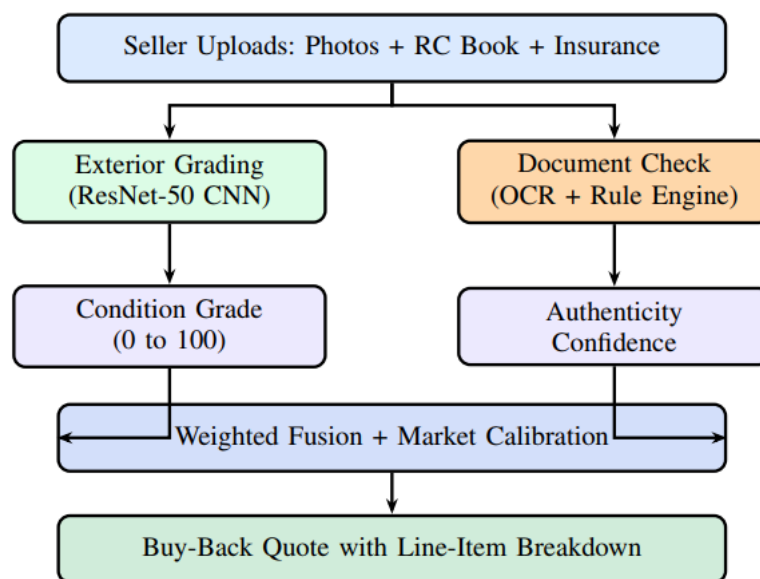 Seller Uploads: Photos + RC Book + Insurance
Exterior Grading
(ResNet-50 CNN)
Document Check
(OCR + Rule Engine)
Condition Grade
(0 to 100)
Authenticity
Confidence
Weighted Fusion + Market Calibration
Buy-Back Quote with Line-Item Breakdown